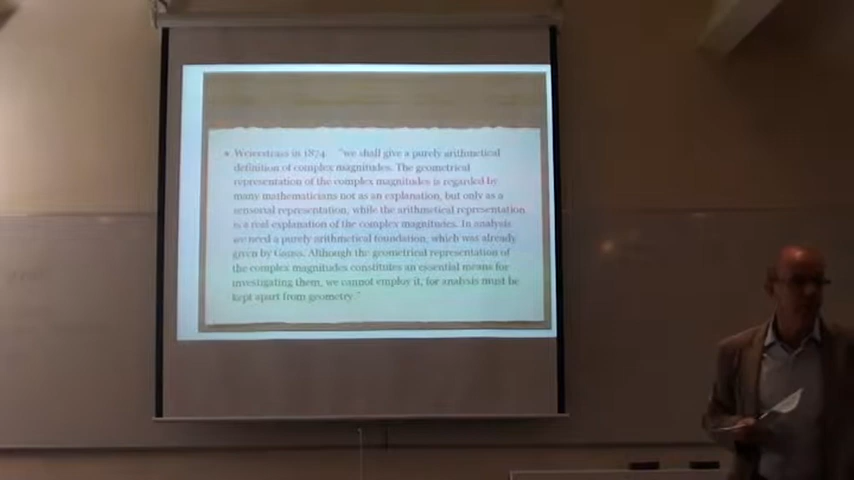 Weierstrass in 1874 "we shall give a purely arithmetical
definition of complex magnitudes. The geometrical
representation of the complex magnitudes is regarded by
many mathematicians not as an explanation, but only as a
sensorial representation, while the arithmetical representation
is a real explanation of the complex magnitudes. In analysis
we need a purely arithmetical foundation, which was already
given by Gauss. Although the geometrical representation of
the complex magnitudes constitutes an essential means for
investigating them, we cannot employ it, for analysis must be
kept apart from geometry."